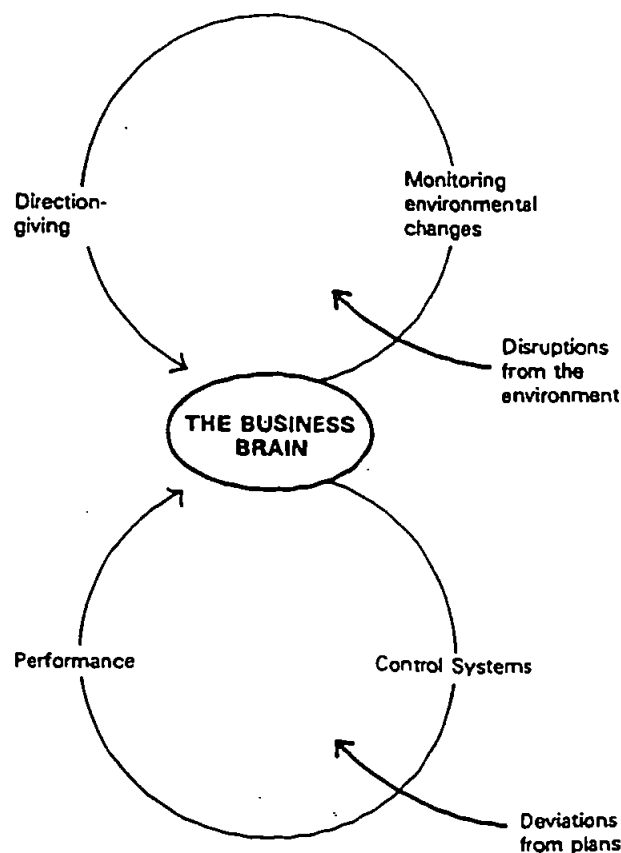 Direction-
giving
Monitoring
environmental
changes
Disruptions
from the
environment
THE BUSINESS
BRAIN
Performance
Control Systems
Deviations
from plans